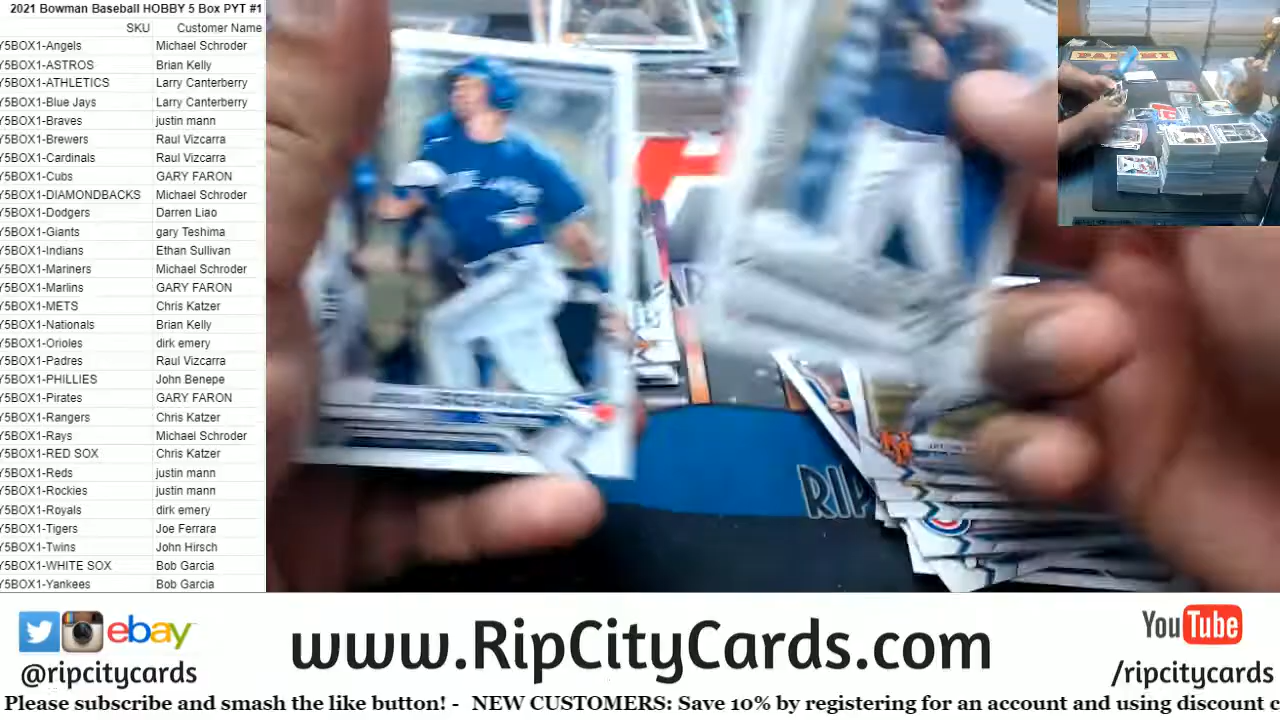 2021 Bowman Baseball HOBBY 5 Box PYT #1
SKU Customer Name
Y5BOX1-Angels Michael Schroder
Y5BOX1-ASTROS Brian Kelly
Y5BOX1-ATHLETICS Larry Canterberry
Y5BOX1-Blue Jays Larry Canterberry
Y5BOX1-Braves justin mann
Y5BOX1-Brewers Raul Vizcarra
Y5BOX1-Cardinals Raul Vizcarra
Y5BOX1-Cubs GARY FARON
Y5BOX1-DIAMONDBACKS Michael Schroder
Y5BOX1-Dodgers Darren Liao
Y5BOX1-Giants gary Teshima
Y5BOX1-Indians Ethan Sullivan
Y5BOX1-Mariners Michael Schroder
Y5BOX1-Marlins GARY FARON
Y5BOX1-METS Chris Katzer
Y5BOX1-Nationals Brian Kelly
Y5BOX1-Orioles dirk emery
Y5BOX1-Padres Raul Vizcarra
Y5BOX1-PHILLIES John Benepe
Y5BOX1-Pirates GARY FARON
Y5BOX1-Rangers Chris Katzer
Y5BOX1-Rays Michael Schroder
Y5BOX1-RED SOX Chris Katzer
Y5BOX1-Reds justin mann
Y5BOX1-Rockies justin mann
Y5BOX1-Royals dirk emery
Y5BOX1-Tigers Joe Ferrara
Y5BOX1-Twins John Hirsch
Y5BOX1-WHITE SOX Bob Garcia
Y5BOX1-Yankees Bob Garcia
PANINI
RIP
ebay
@ripcitycards
www.RipCityCards.com
YouTube
/ripcitycards
Please subscribe and smash the like button! - NEW CUSTOMERS: Save 10% by registering for an account and using discount c